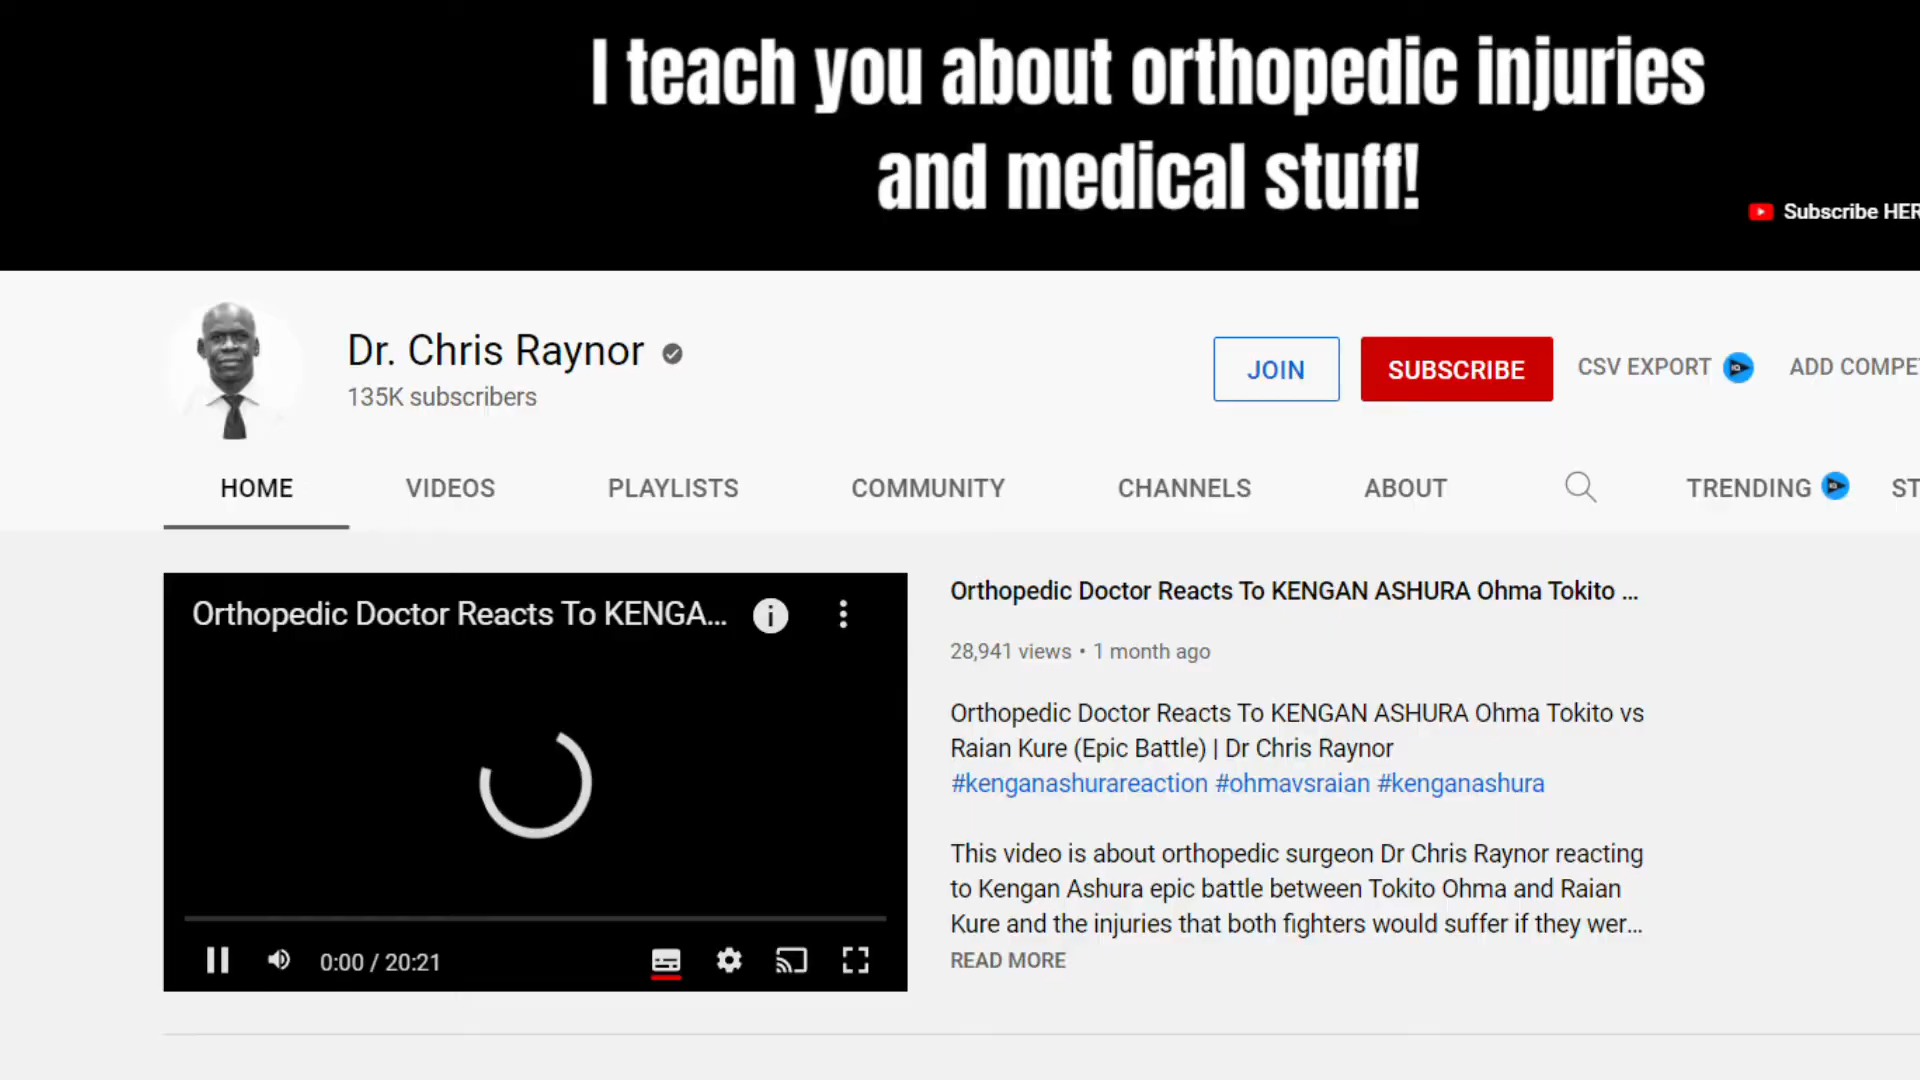 I teach you about orthopedic injuries
and medical stuff!
Subscribe HER
Dr. Chris Raynor
135K subscribers
JOIN
SUBSCRIBE
CSV EXPORT
ADD COMPE
HOME
VIDEOS
PLAYLISTS
COMMUNITY
CHANNELS
ABOUT
TRENDING
ST
Orthopedic Doctor Reacts To KENGA...
0:00 / 20:21
Orthopedic Doctor Reacts To KENGAN ASHURA Ohma Tokito ...
28,941 views • 1 month ago
Orthopedic Doctor Reacts To KENGAN ASHURA Ohma Tokito vs
Raian Kure (Epic Battle) | Dr Chris Raynor
#kenganashurareaction #ohmavsraian #kenganashura
This video is about orthopedic surgeon Dr Chris Raynor reacting
to Kengan Ashura epic battle between Tokito Ohma and Raian
Kure and the injuries that both fighters would suffer if they wer...
READ MORE